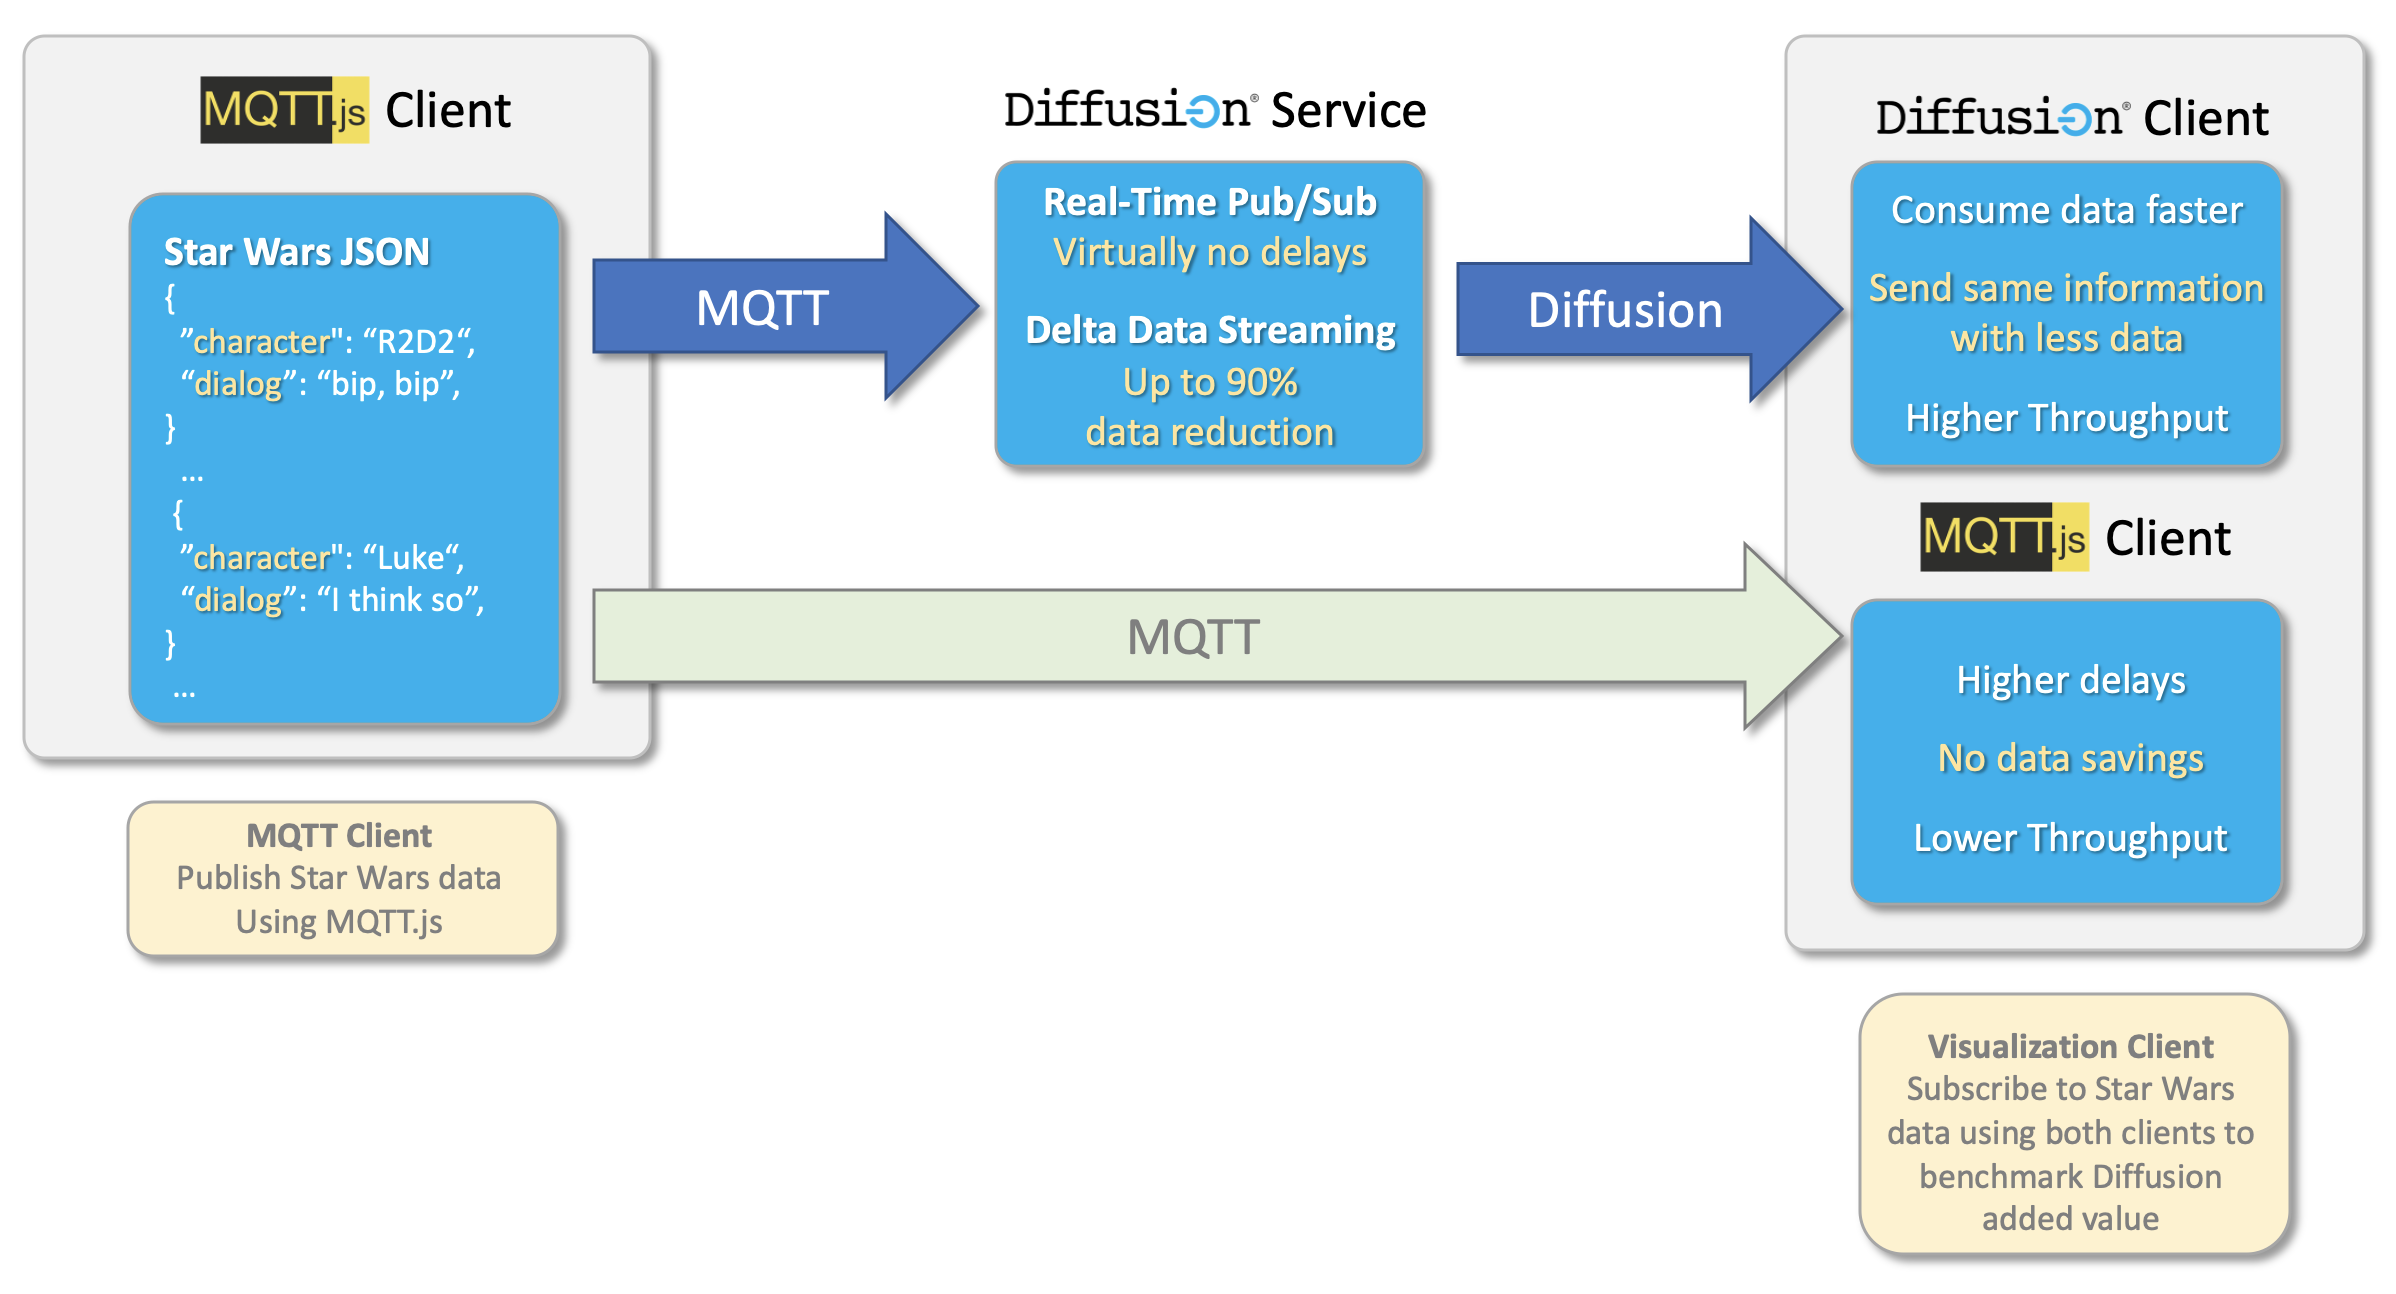 MQTT.js Client
Star Wars JSON
{
”character": “R2D2“,
“dialog”: “bip, bip”,
}
...
{
”character": “Luke“,
“dialog”: “I think so”,
}
...
MQTT Client
Publish Star Wars data
Using MQTT.js
MQTT
Diffusion® Service
Real-Time Pub/Sub
Virtually no delays
Delta Data Streaming
Up to 90%
data reduction
Diffusion
MQTT
Diffusion® Client
Consume data faster
Send same information
with less data
Higher Throughput
MQTT.js Client
Higher delays
No data savings
Lower Throughput
Visualization Client
Subscribe to Star Wars
data using both clients to
benchmark Diffusion
added value